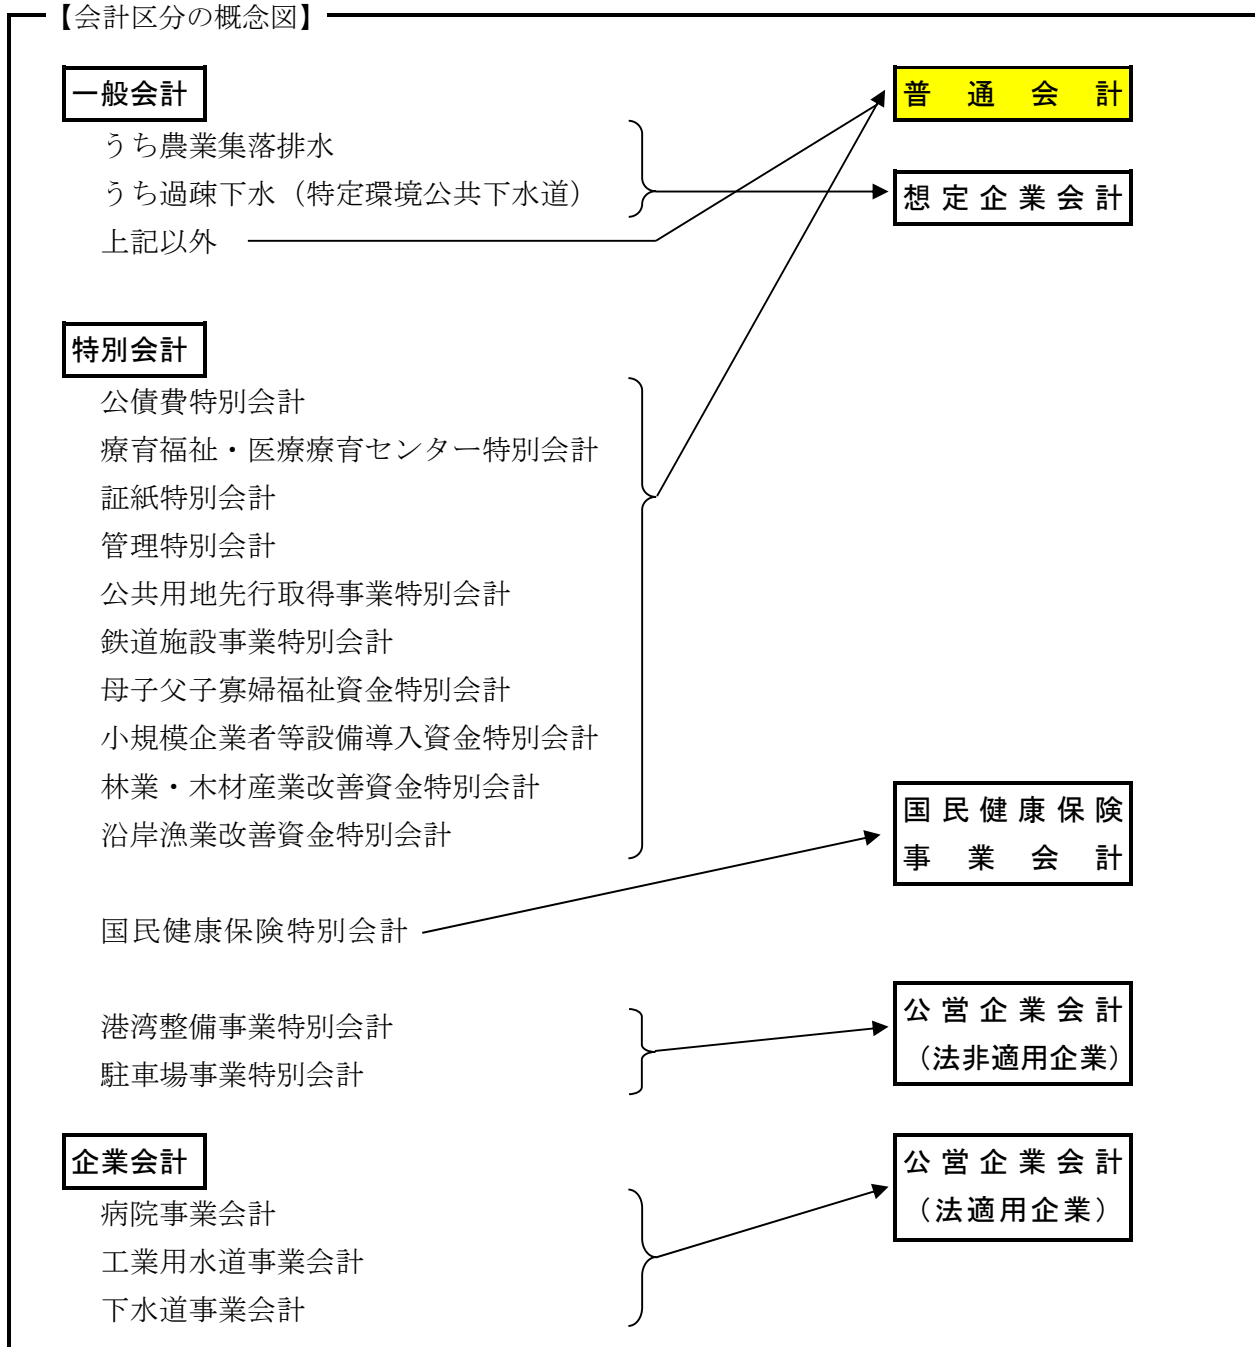 【会計区分の概念図】
一般会計
普通会計
うち農業集落排水
うち過疎下水（特定環境公共下水道）
想定企業会計
上記以外
特別会計
公債費特別会計
療育福祉・医療療育センター特別会計
証紙特別会計
管理特別会計
公共用地先行取得事業特別会計
鉄道施設事業特別会計
母子父子寡婦福祉資金特別会計
小規模企業者等設備導入資金特別会計
林業・木材産業改善資金特別会計
沿岸漁業改善資金特別会計
国民健康保険
事業会計
国民健康保険特別会計
港湾整備事業特別会計
駐車場事業特別会計
公営企業会計
（法非適用企業）
企業会計
病院事業会計
工業用水道事業会計
下水道事業会計
公営企業会計
（法適用企業）